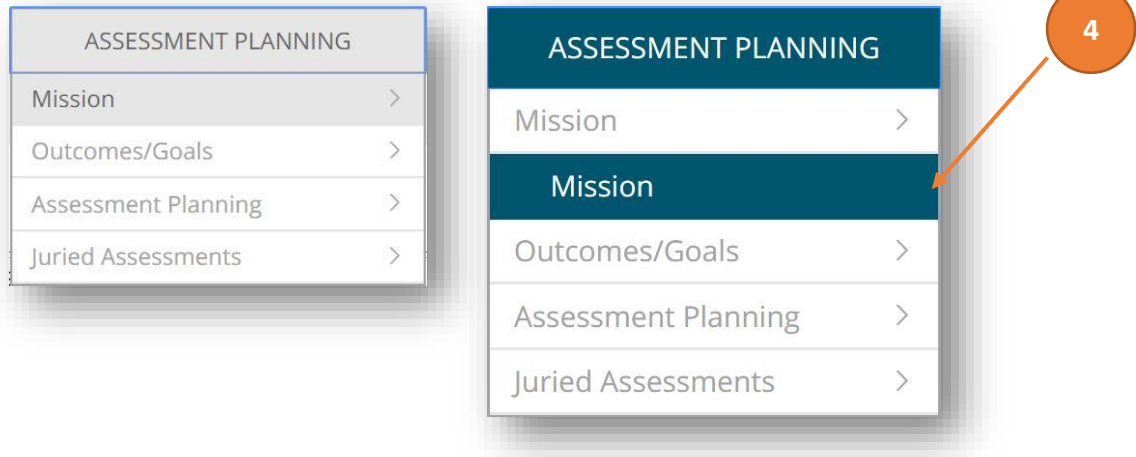 ASSESSMENT PLANNING
Mission
Outcomes/Goals
Assessment Planning
Juried Assessments
ASSESSMENT PLANNING
Mission
Mission
Outcomes/Goals
Assessment Planning
Juried Assessments
4